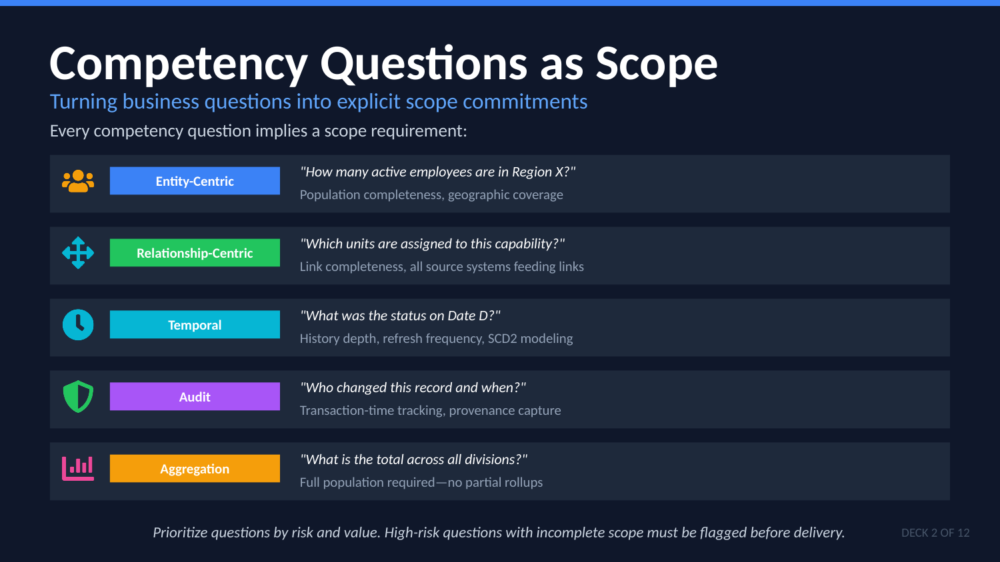 Competency Questions as Scope
Turning business questions into explicit scope commitments
Every competency question implies a scope requirement:
Entity-Centric
"How many active employees are in Region X?"
Population completeness, geographic coverage
Relationship-Centric
"Which units are assigned to this capability?"
Link completeness, all source systems feeding links
Temporal
"What was the status on Date D?"
History depth, refresh frequency, SCD2 modeling
Audit
"Who changed this record and when?"
Transaction-time tracking, provenance capture
Aggregation
"What is the total across all divisions?"
Full population required—no partial rollups
Prioritize questions by risk and value. High-risk questions with incomplete scope must be flagged before delivery.
DECK 2 OF 12